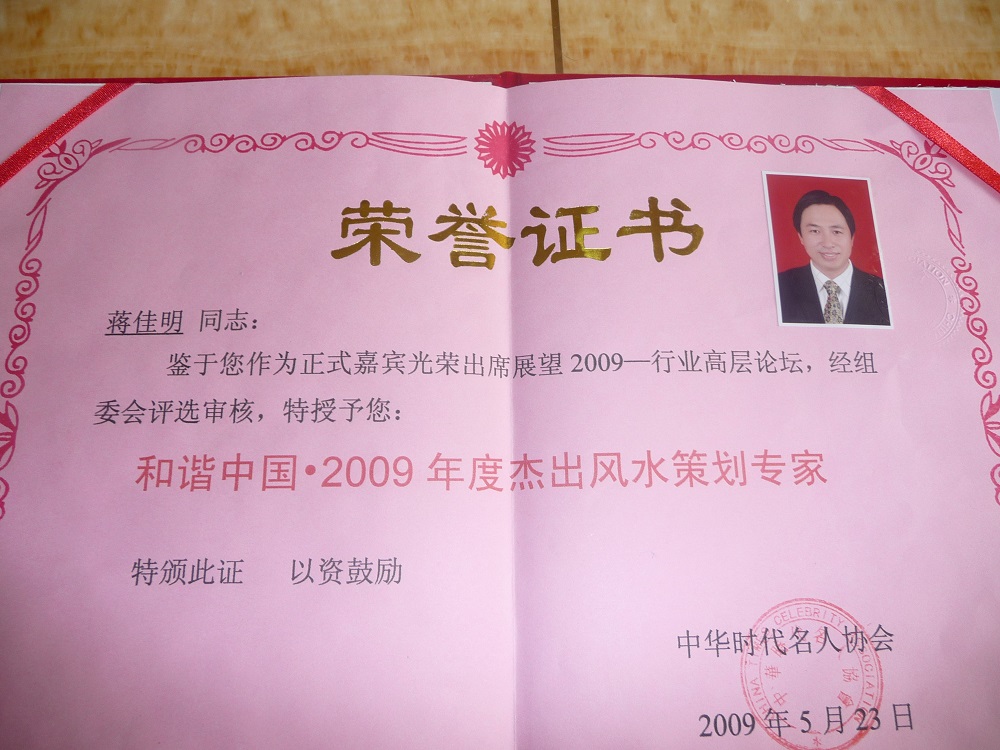 荣誉证书
蒋佳明 同志：
鉴于您作为正式嘉宾光荣出席展望 2009—行业高层论坛，经组
委会评选审核，特授予您：
和谐中国·2009 年度杰出风水策划专家
特颁此证 以资鼓励
中华时代名人协会
2009 年 5 月 23 日